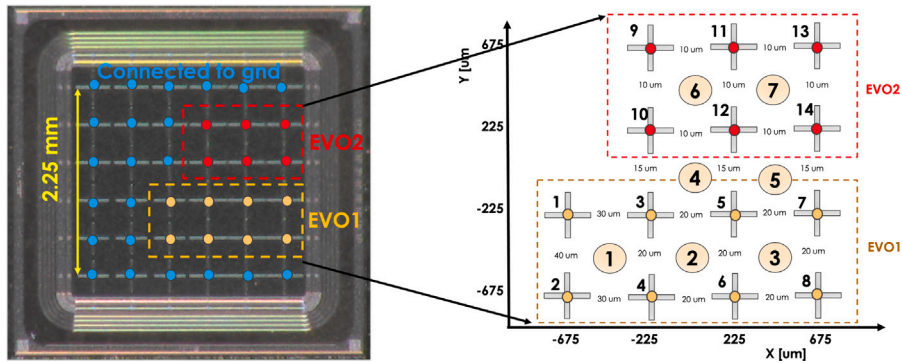 Connected to gnd
2.25 mm
EVO2
EVO1
Y [um
675
225
-225
-675
9 11 13
10 um 10 um
10 um 6 10 um 7 10 um
10 12 14
10 um 10 um
15 um 4 15 um 5 15 um
EVO2
1 3 5 7
30 um 20 um 20 um
40 um 1 20 um 2 20 um 3 20 um
2 4 6 8
30 um 20 um 20 um
EVO1
-675 -225 225 675
X [um]